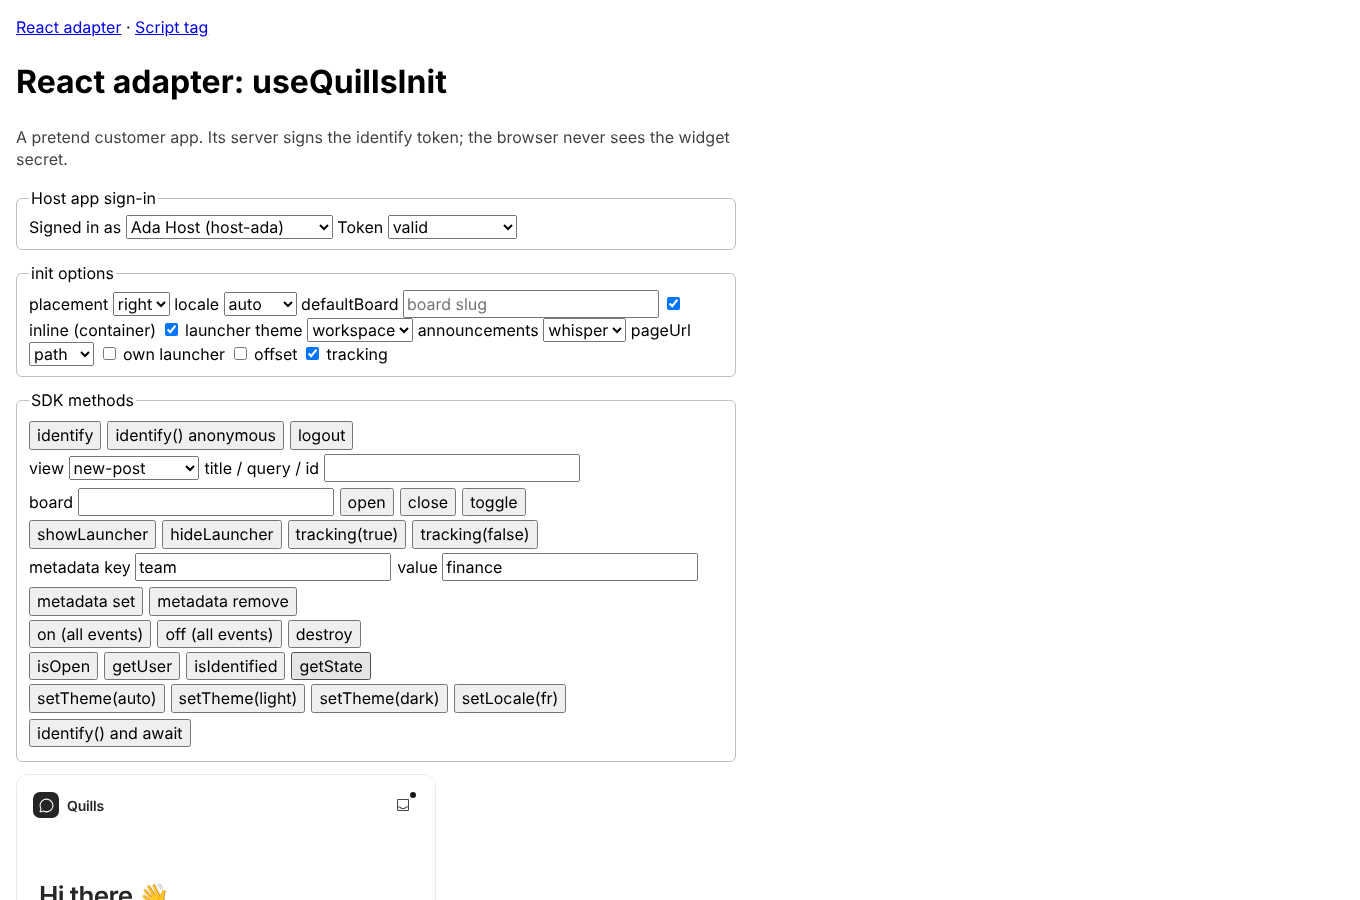 React adapter · Script tag
React adapter: useQuillsInit
A pretend customer app. Its server signs the identify token; the browser never sees the widget
secret.
Host app sign-in
Signed in as Ada Host (host-ada) Token valid
init options
placement right locale auto defaultBoard board slug
inline (container) launcher theme workspace announcements whisper pageUrl
path own launcher offset tracking
SDK methods
identify identify() anonymous logout
view new-post title / query / id
board open close toggle
showLauncher hideLauncher tracking(true) tracking(false)
metadata key team value finance
metadata set metadata remove
on (all events) off (all events) destroy
isOpen getUser isIdentified getState
setTheme(auto) setTheme(light) setTheme(dark) setLocale(fr)
identify() and await
Quills
Hi there 👋